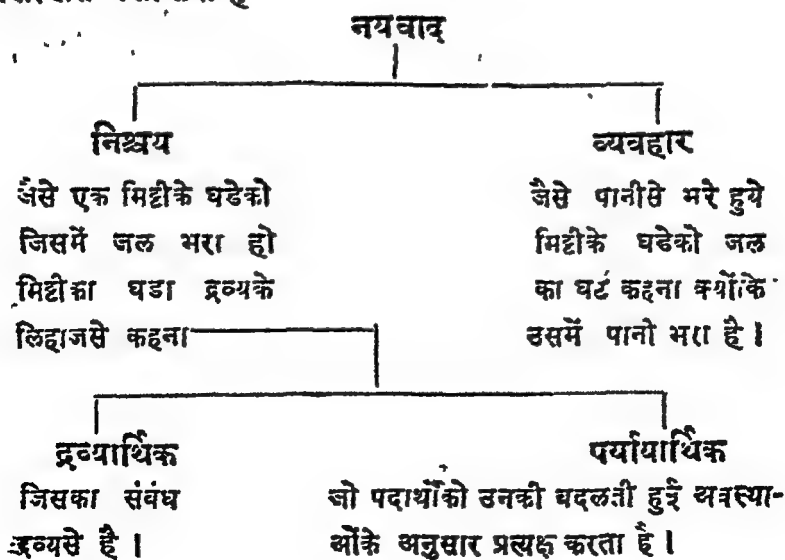 नयवाद
निश्चय
जैसे एक मिट्टीके घडेको
जिसमें जल भरा हो
मिट्टीका घडा द्रव्यके
लिहाजसे कहना
व्यवहार
जैसे पानीसे भरे हुये
मिट्टीके घडेको जल
का घट कहना क्योंकि
उसमें पानी भरा है ।
द्रव्यार्थिक
जिसका संबंध
द्रव्यसे है ।
पर्यायार्थिक
जो पदार्थोंको उनकी बदलती हुई अवस्था-
ओंके अनुसार प्रत्यक्ष करता है ।